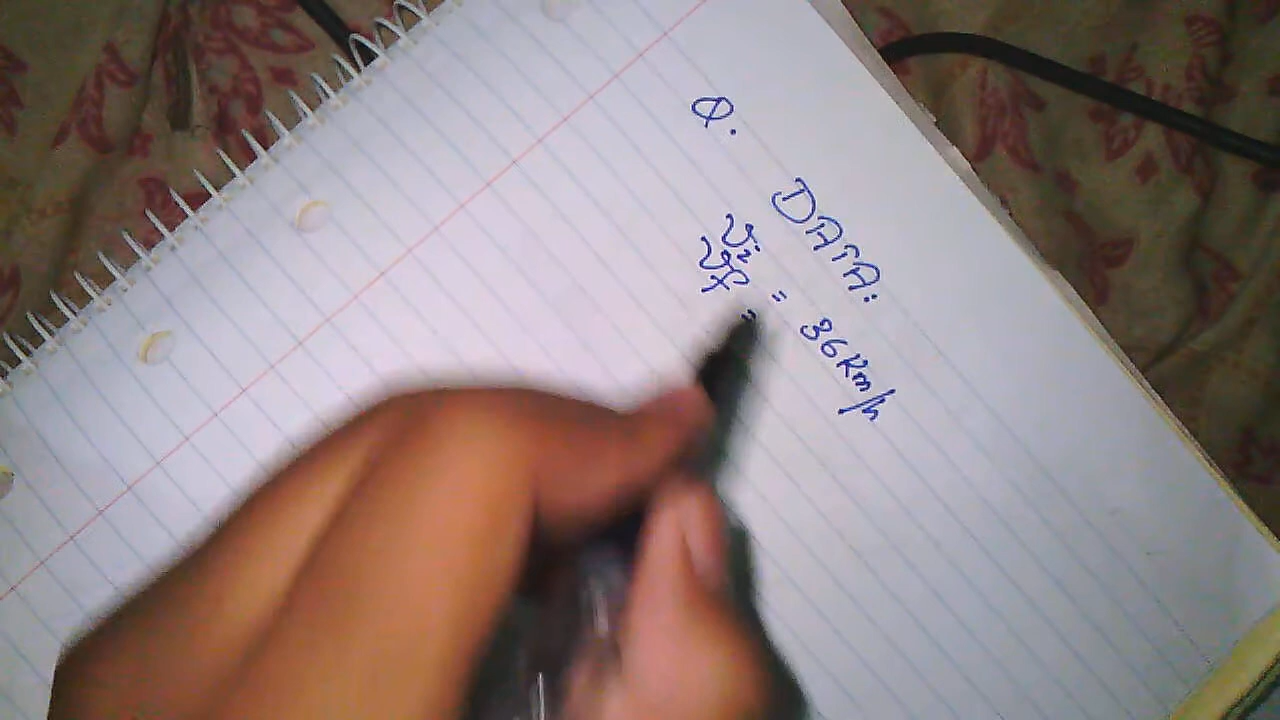 Q.
DATA:
Vi = 36Km/h
Vf =